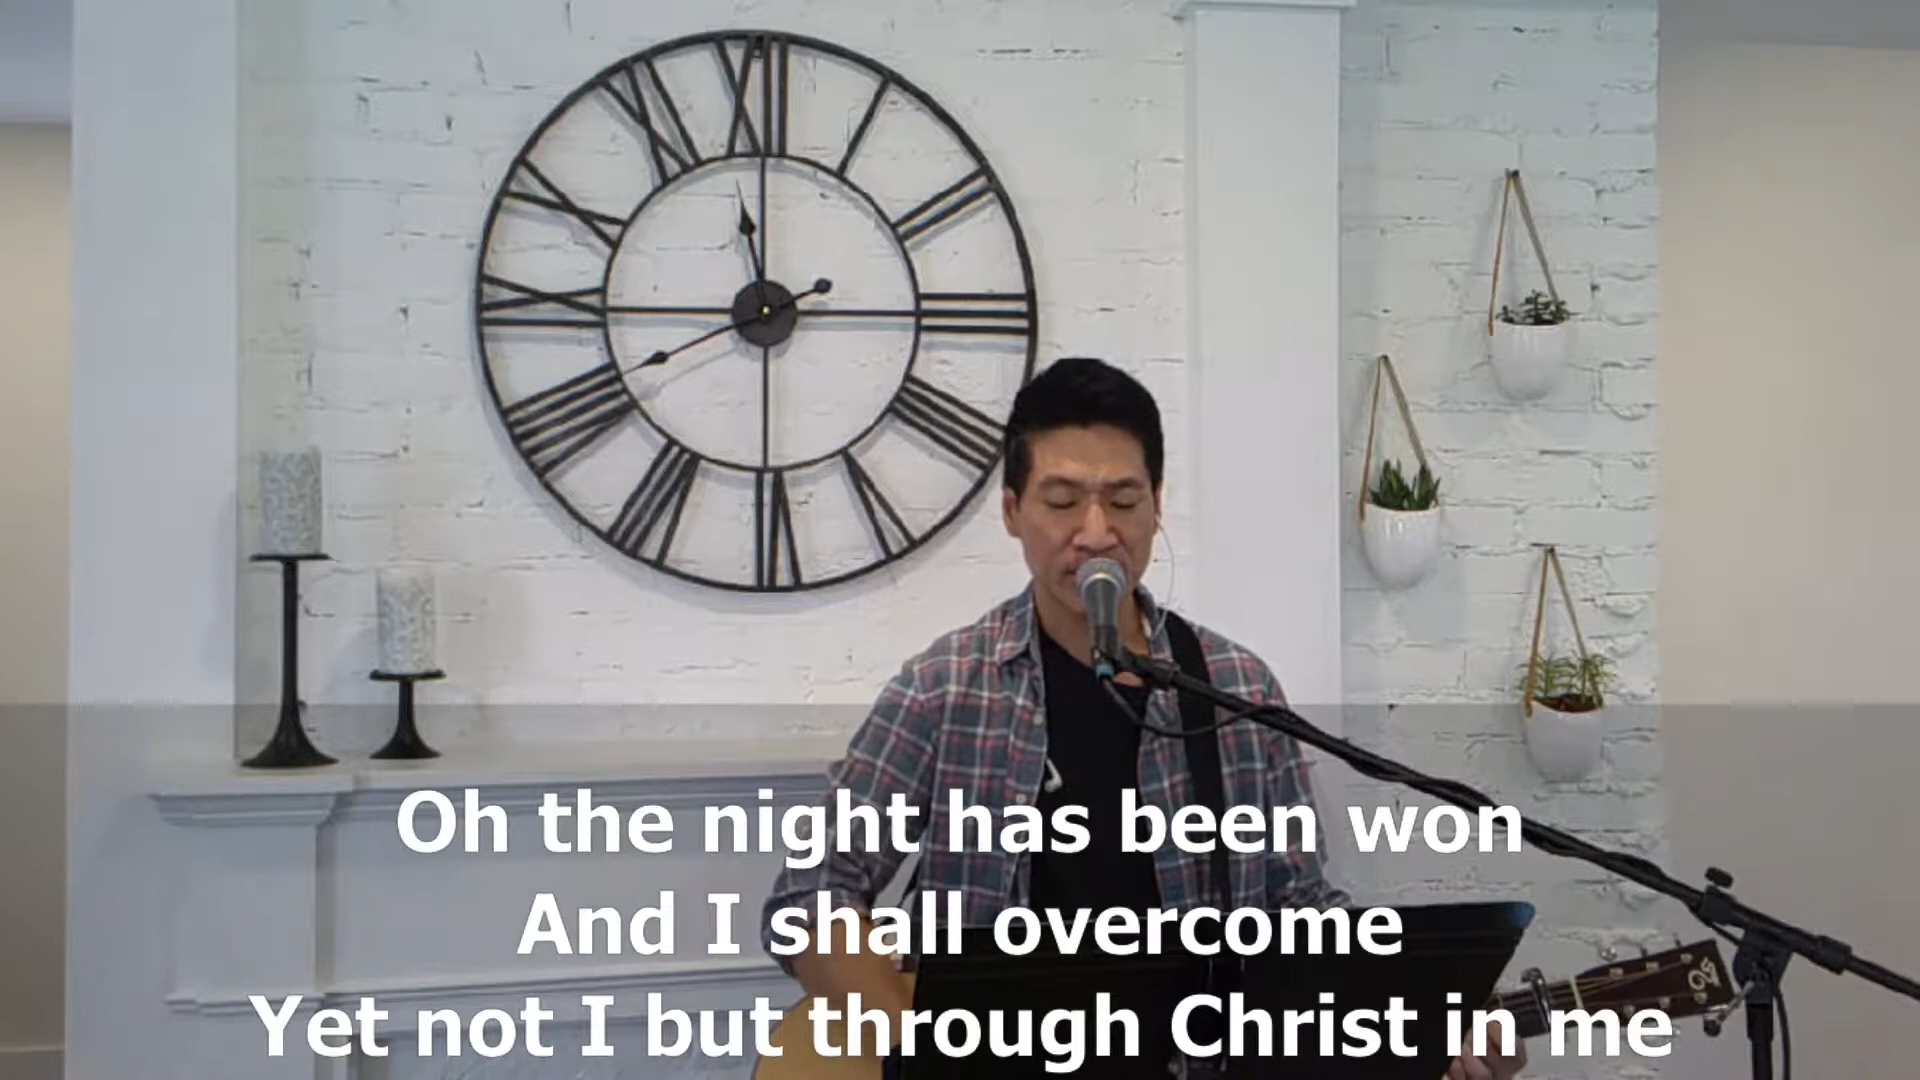 Oh the night has been won
And I shall overcome
Yet not I but through Christ in me